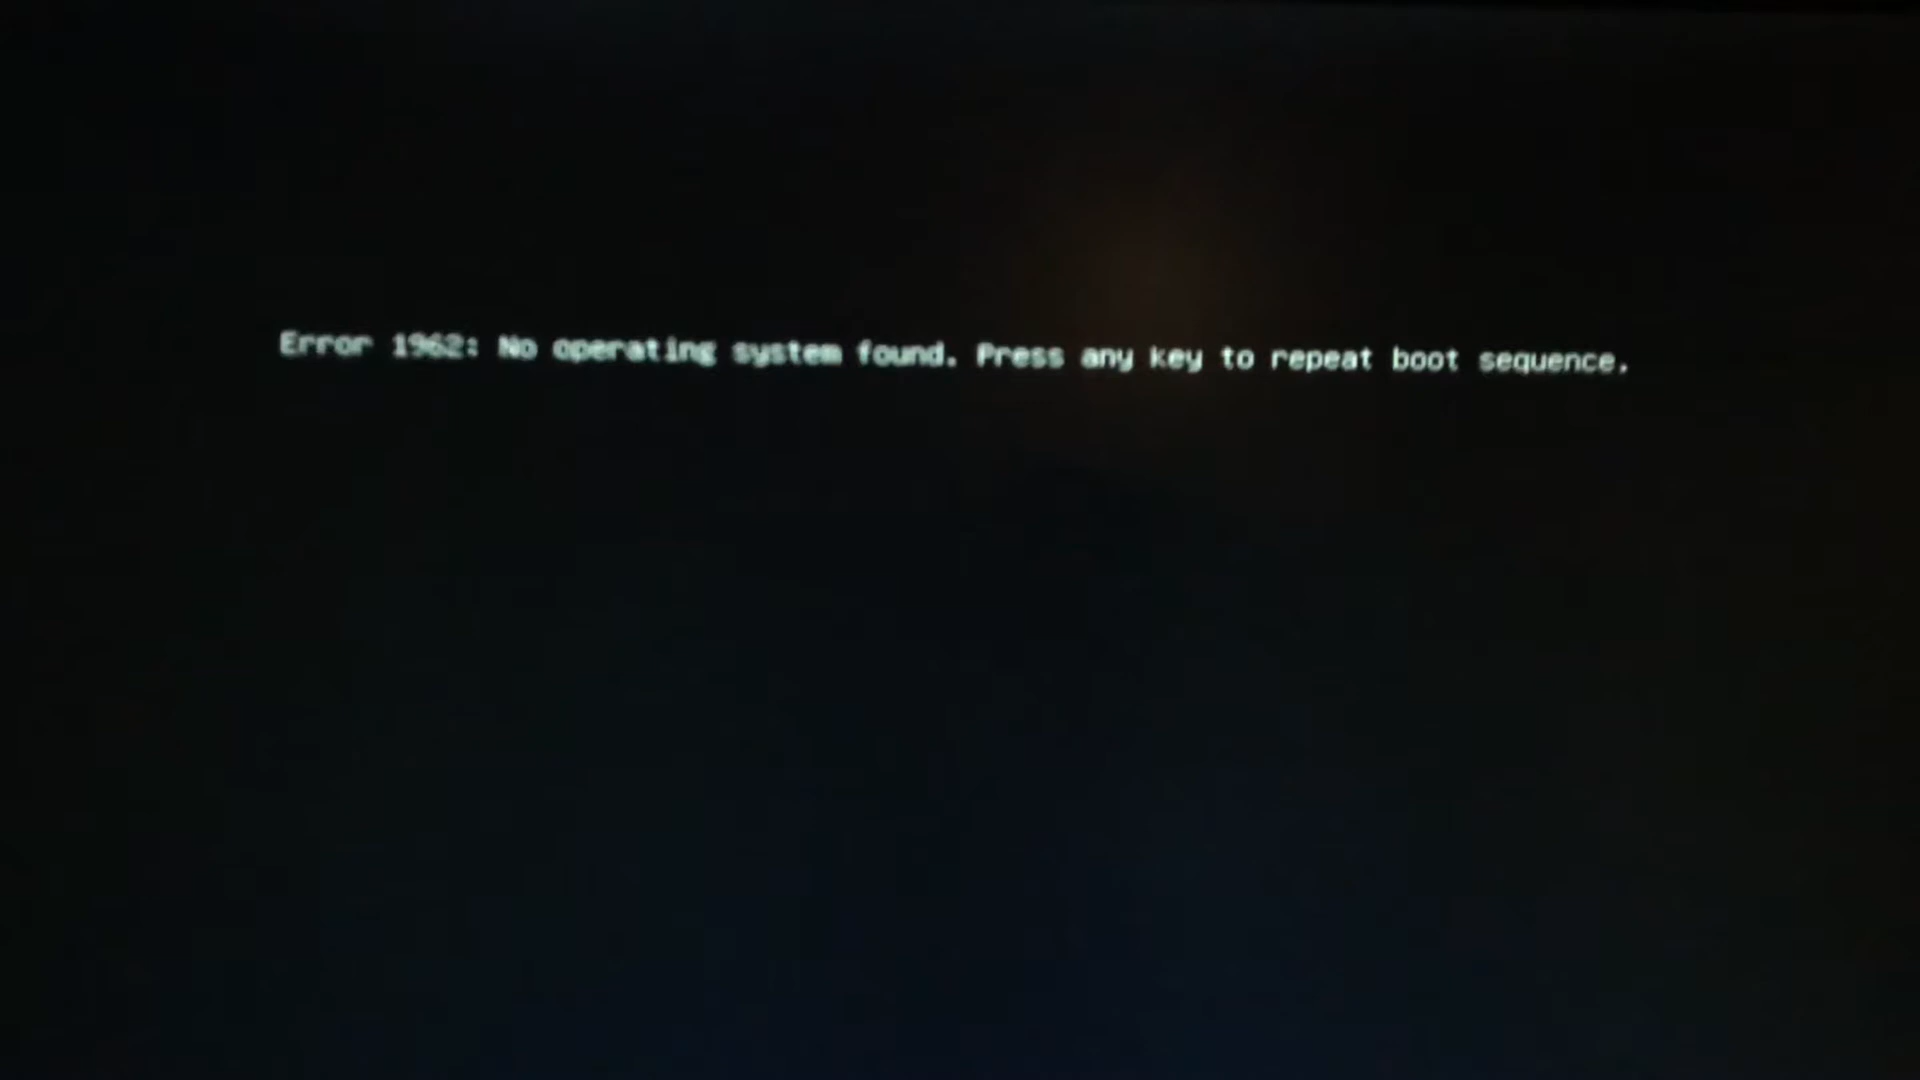 Error 1962: No operating system found. Press any key to repeat boot sequence.